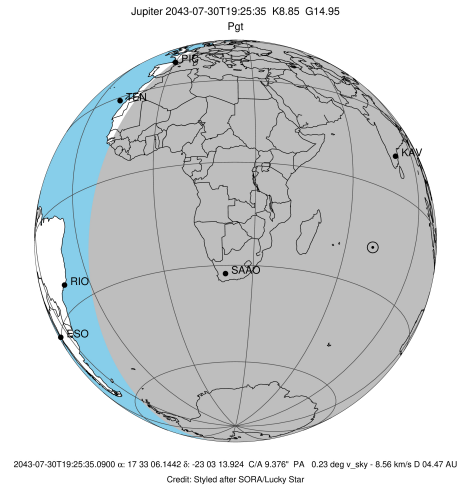 Jupiter 2043-07-30T19:25:35 K8.85 G14.95
Pgt
PIC
TEN
KAV
SAAO
RIO
ESO
2043-07-30T19:25:35.0900 α: 17 33 06.1442 δ: -23 03 13.924 C/A 9.376" PA 0.23 deg v_sky - 8.56 km/s D 04.47 AU
Credit: Styled after SORA/Lucky Star